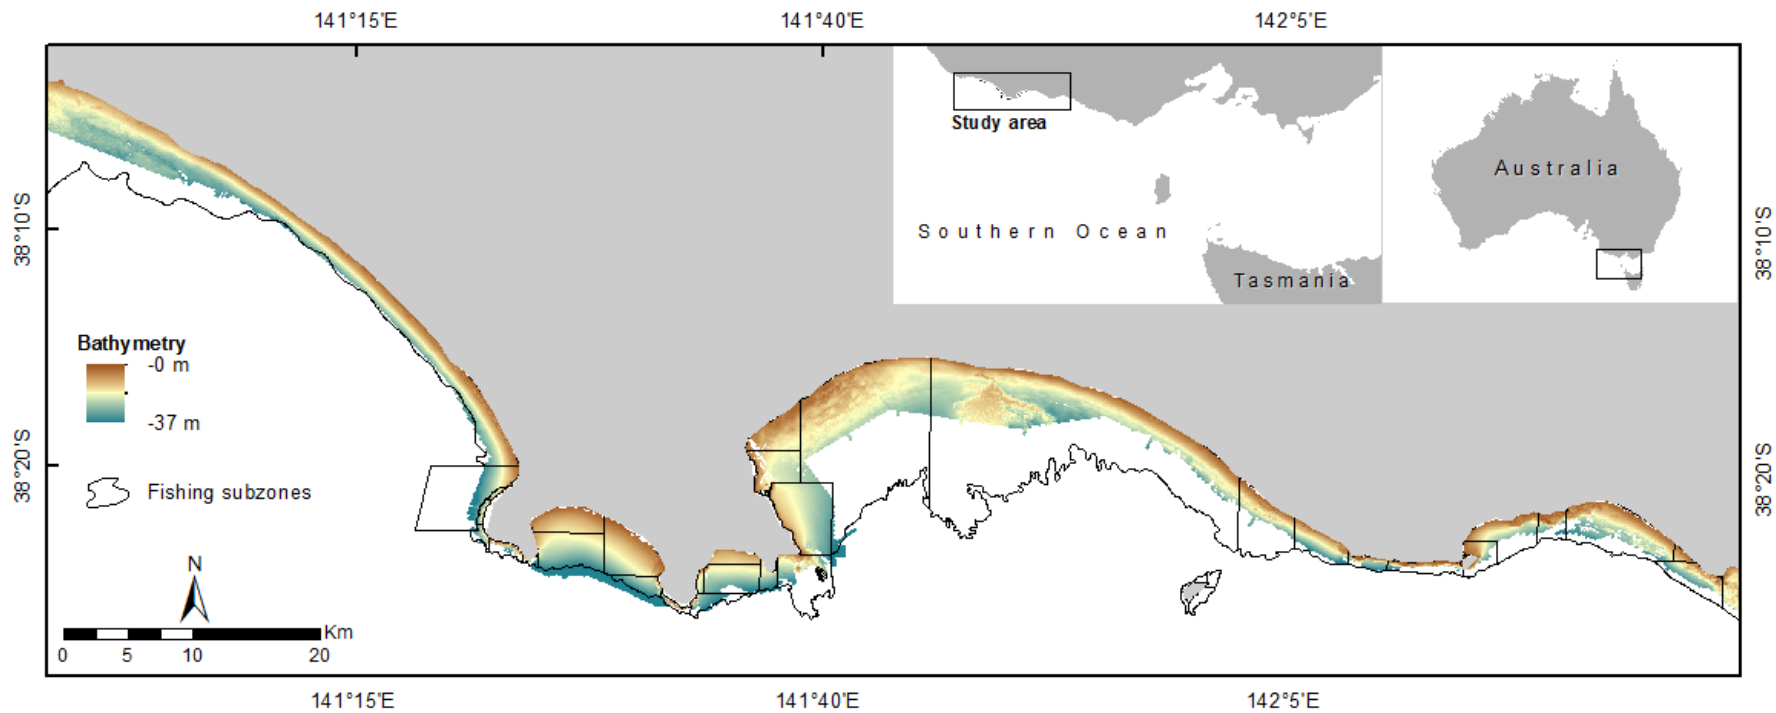 141°15'E
141°40'E
142°5'E
Study area
Australia
Southern Ocean
Tasmania
38°10'S
38°10'S
Bathymetry
-0 m
-37 m
Fishing subzones
38°20'S
38°20'S
N
Km
0 5 10 20
141°15'E
141°40'E
142°5'E